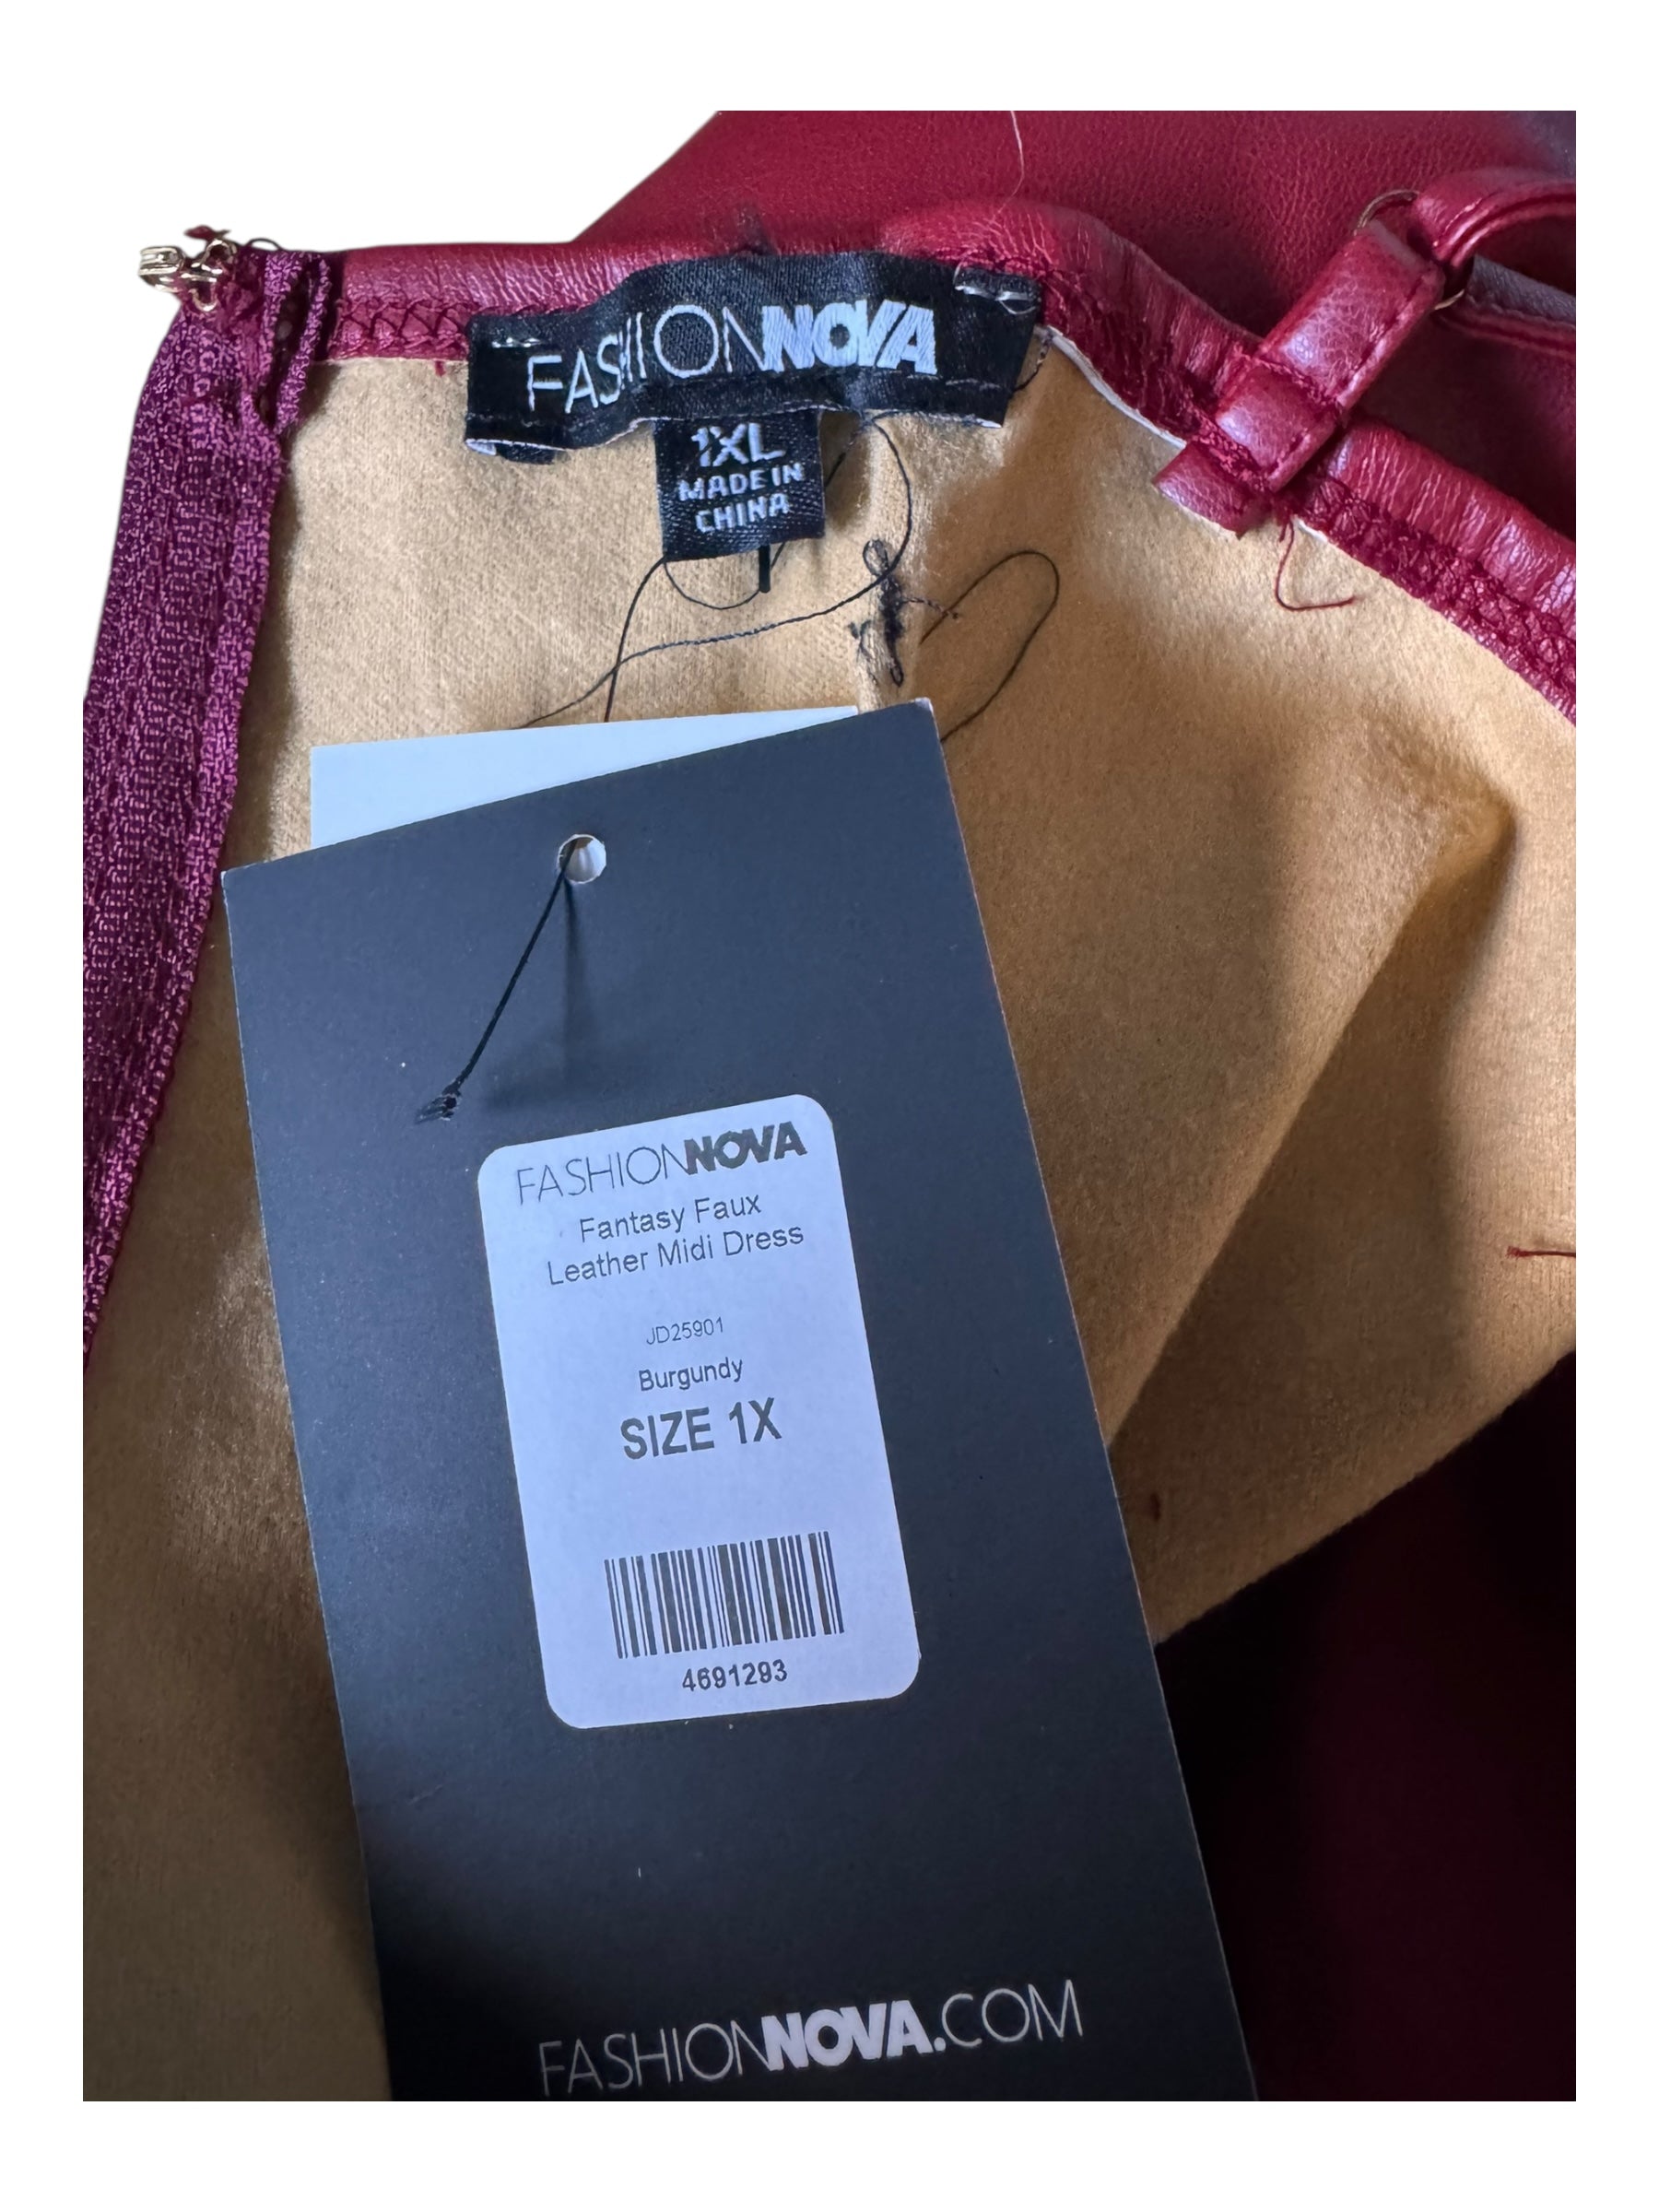 FASHIONNOVA
1XL
MADE IN
CHINA
FASHIONNOVA
Fantasy Faux
Leather Midi Dress
JD25901
Burgundy
SIZE 1X
4691293
FASHIONNOVA.COM